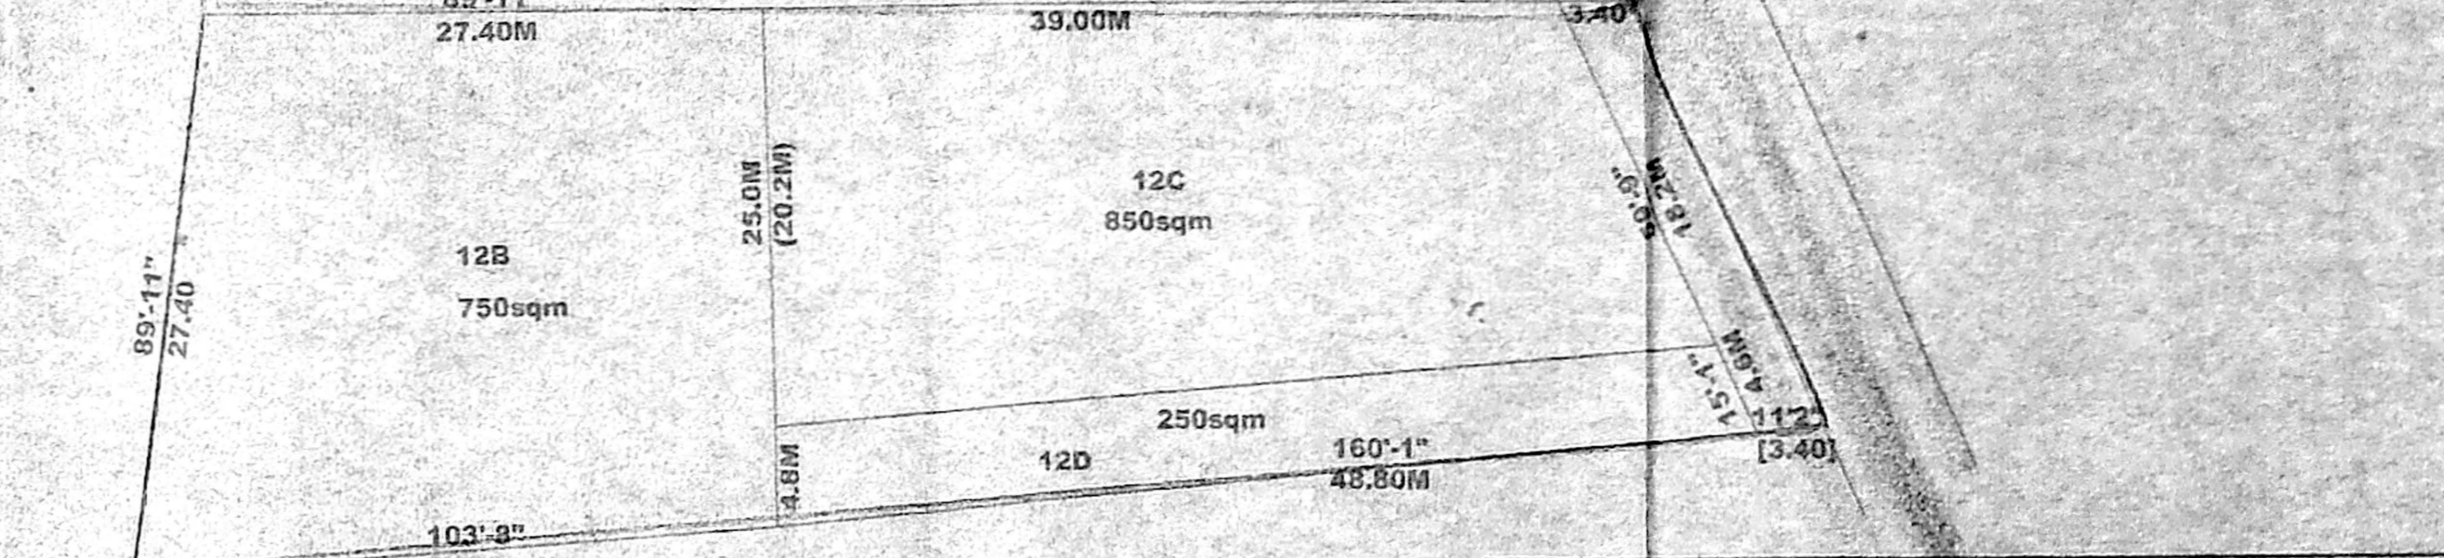 27.40M
39.00M
3.40
25.0M
(20.2M)
12C
850sqm
60'-9"
18.2M
12B
750sqm
89'-11"
27.40
15'-1"
4.6M
250sqm
12D
4.8M
160'-1"
48.80M
11'2"
[3.40]
103'-8"